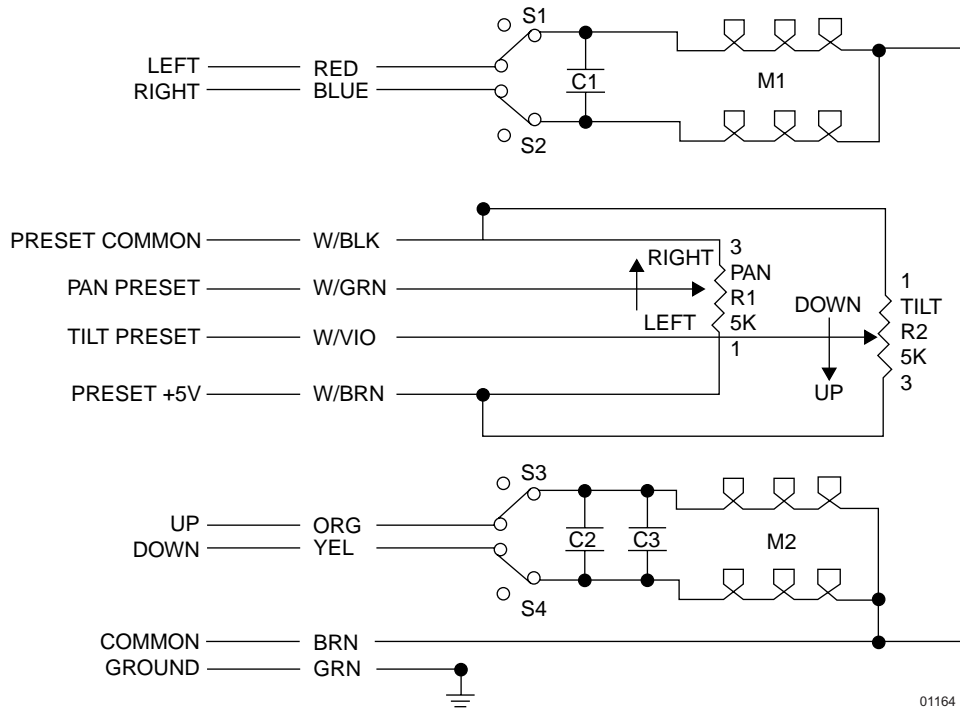 S1
LEFT RED
RIGHT BLUE
C1
M1
S2
PRESET COMMON W/BLK
3
RIGHT
PAN
PAN PRESET W/GRN
R1
LEFT
5K
1
DOWN
1
TILT
R2
5K
3
UP
TILT PRESET W/VIO
PRESET +5V W/BRN
S3
UP ORG
DOWN YEL
C2
C3
M2
S4
COMMON BRN
GROUND GRN
01164